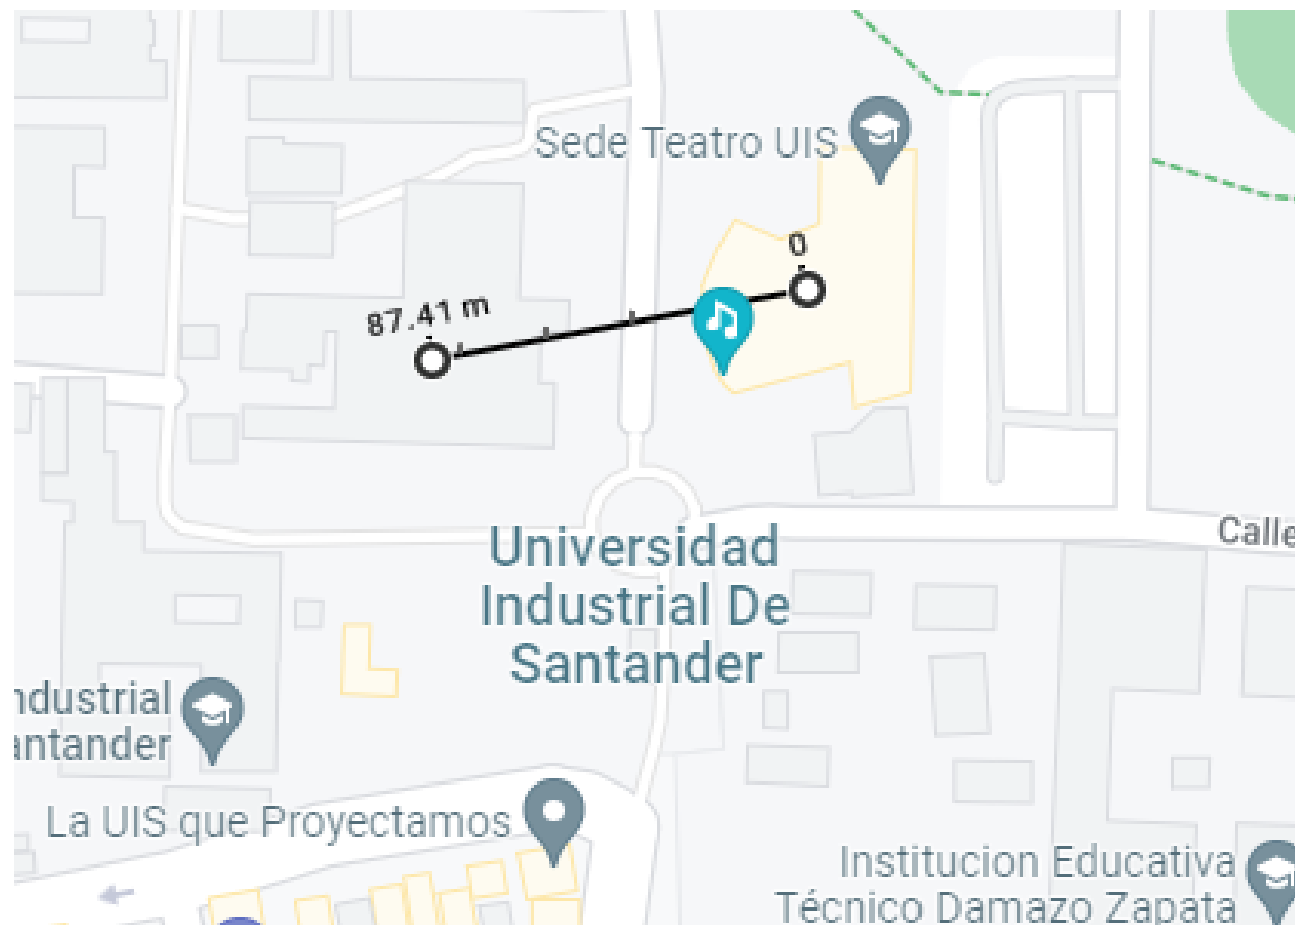 Sede Teatro UIS
0
87.41 m
Universidad
Industrial De
Santander
Calle
ndustrial
antander
La UIS que Proyectamos
Institucion Educativa
Técnico Damazo Zapata